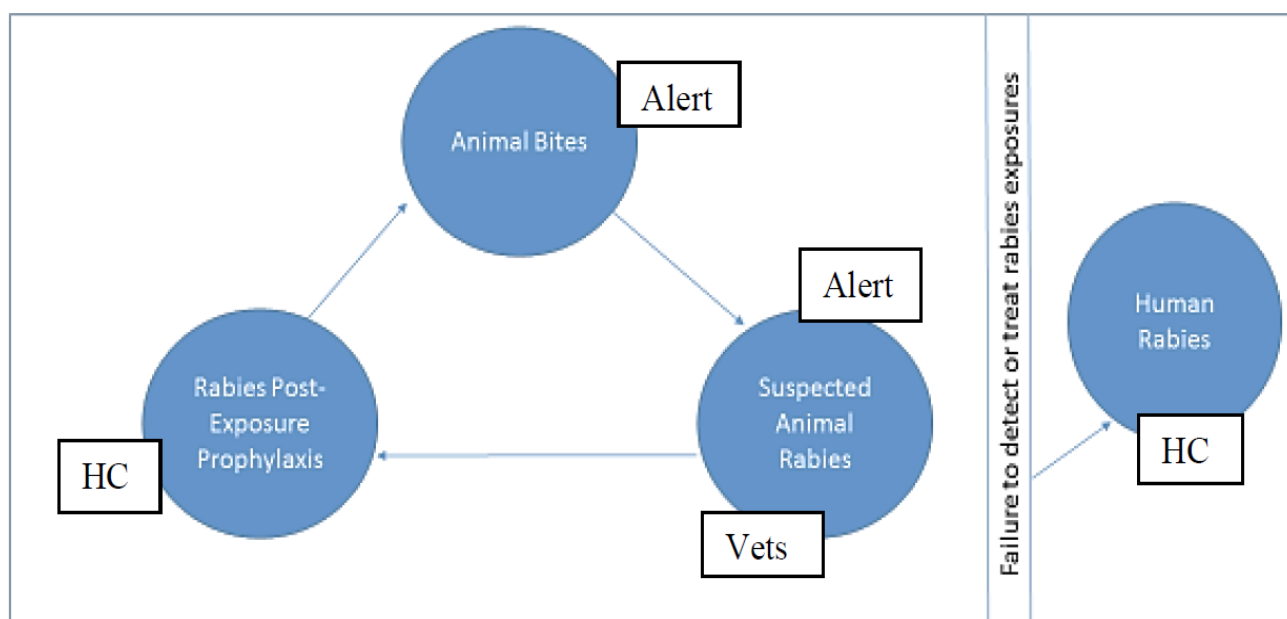 Alert
Animal Bites
Alert
Suspected
Animal
Rabies
Vets
Rabies Post-
Exposure
Prophylaxis
HC
Failure to detect or treat rabies exposures
Human
Rabies
HC